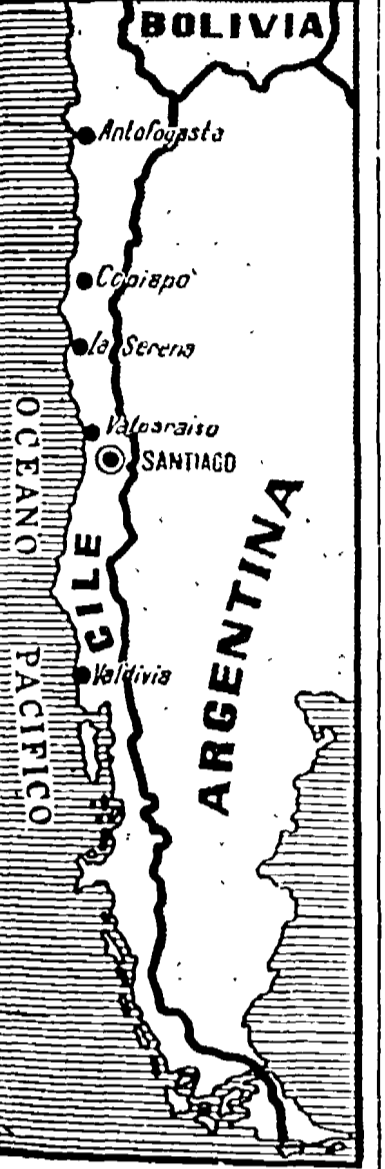 BOLIVIA
Antofogasta
Copiapo'
la Serena
Valparaiso
SANTIAGO
CILE
ARGENTINA
Valdivia
OCEANO PACIFICO